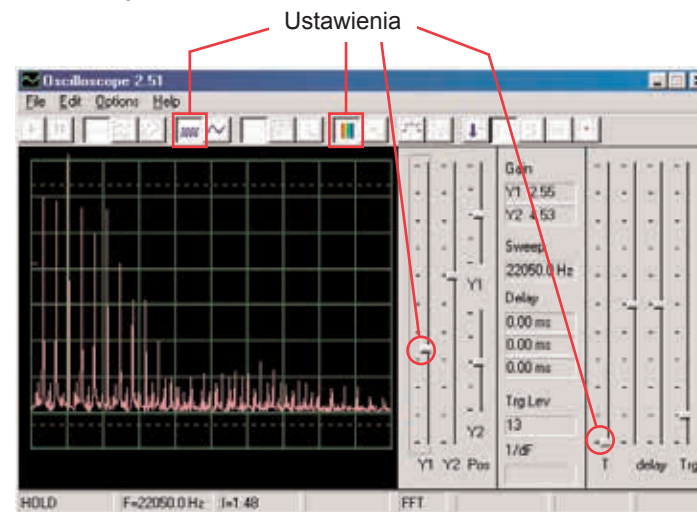 Ustawienia
Oscilloscope 2.51
File Edit Options Help
Gain
Y1 2.55
Y2 4.53
Sweep
22050.0 Hz
Delay
0.00 ms
0.00 ms
0.00 ms
Trg Lev
13
1/dF
Y1
Y2
Y1 Y2 Pos
T delay Trg
HOLD F=22050.0 Hz I=1.48 FFT